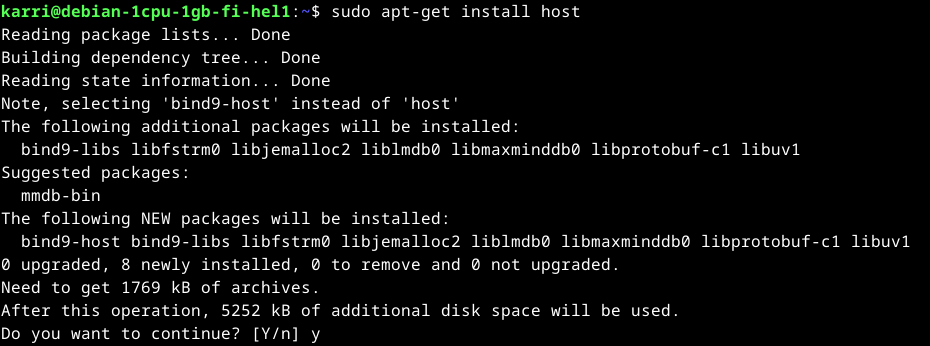 karri@debian-1cpu-1gb-fi-hel1:~$ sudo apt-get install host
Reading package lists... Done
Building dependency tree... Done
Reading state information... Done
Note, selecting 'bind9-host' instead of 'host'
The following additional packages will be installed:
  bind9-libs libfstrm0 libjemalloc2 liblmdb0 libmaxminddb0 libprotobuf-c1 libuv1
Suggested packages:
  mmdb-bin
The following NEW packages will be installed:
  bind9-host bind9-libs libfstrm0 libjemalloc2 liblmdb0 libmaxminddb0 libprotobuf-c1 libuv1
0 upgraded, 8 newly installed, 0 to remove and 0 not upgraded.
Need to get 1769 kB of archives.
After this operation, 5252 kB of additional disk space will be used.
Do you want to continue? [Y/n] y